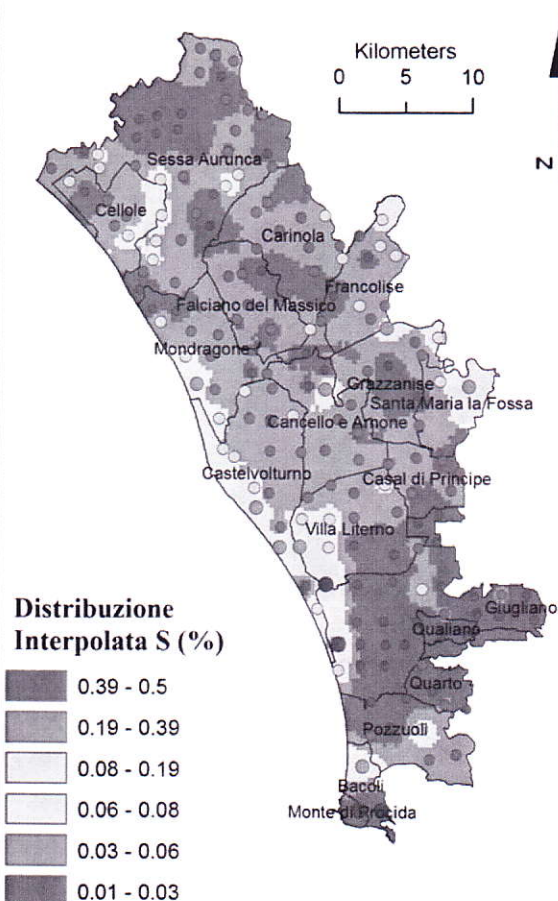 Kilometers
0 5 10
N
Sessa Aurunca
Cellole
Carinola
Francolise
Falciano del Massico
Mondragone
Grazzanise
Santa Maria la Fossa
Cancello e Arnone
Castelvolturno
Casal di Principe
Villa Literno
Giugliano
Qualiano
Quarto
Pozzuoli
Bacoli
Monte di Procida
Distribuzione
Interpolata S (%)
0.39 - 0.5
0.19 - 0.39
0.08 - 0.19
0.06 - 0.08
0.03 - 0.06
0.01 - 0.03